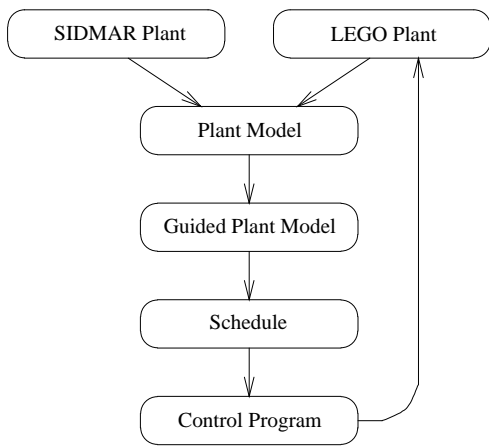 SIDMAR Plant
LEGO Plant
Plant Model
Guided Plant Model
Schedule
Control Program